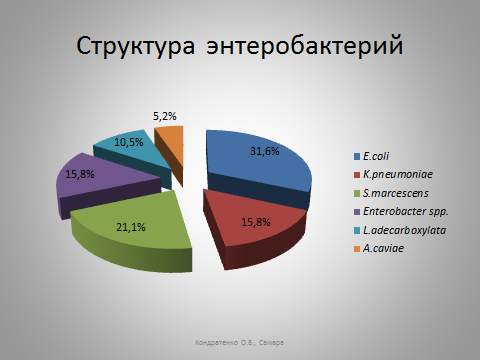 Структура энтеробактерий
5,2%
10,5%
31,6%
15,8%
21,1%
15,8%
E.coli
K.pneumoniae
S.marcescens
Enterobacter spp.
L.adecarboxylata
A.caviae
Кондратенко О.В., Самара